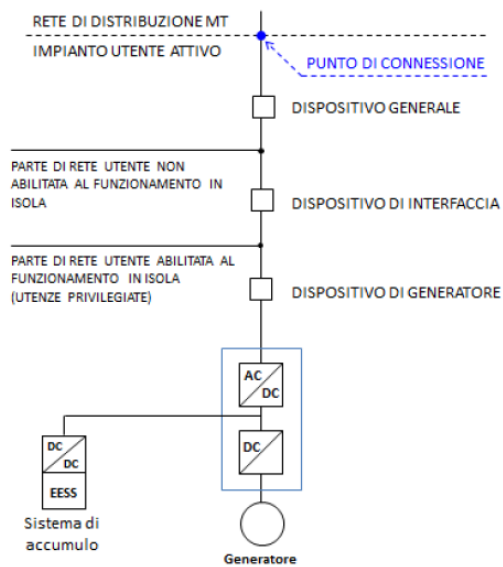 RETE DI DISTRIBUZIONE MT
IMPIANTO UTENTE ATTIVO
PUNTO DI CONNESSIONE
DISPOSITIVO GENERALE
PARTE DI RETE UTENTE NON
ABILITATA AL FUNZIONAMENTO IN
ISOLA
DISPOSITIVO DI INTERFACCIA
PARTE DI RETE UTENTE ABILITATA AL
FUNZIONAMENTO IN ISOLA
(UTENZE PRIVILEGIATE)
DISPOSITIVO DI GENERATORE
AC
DC
DC
DC
DC
EESS
Sistema di
accumulo
Generatore